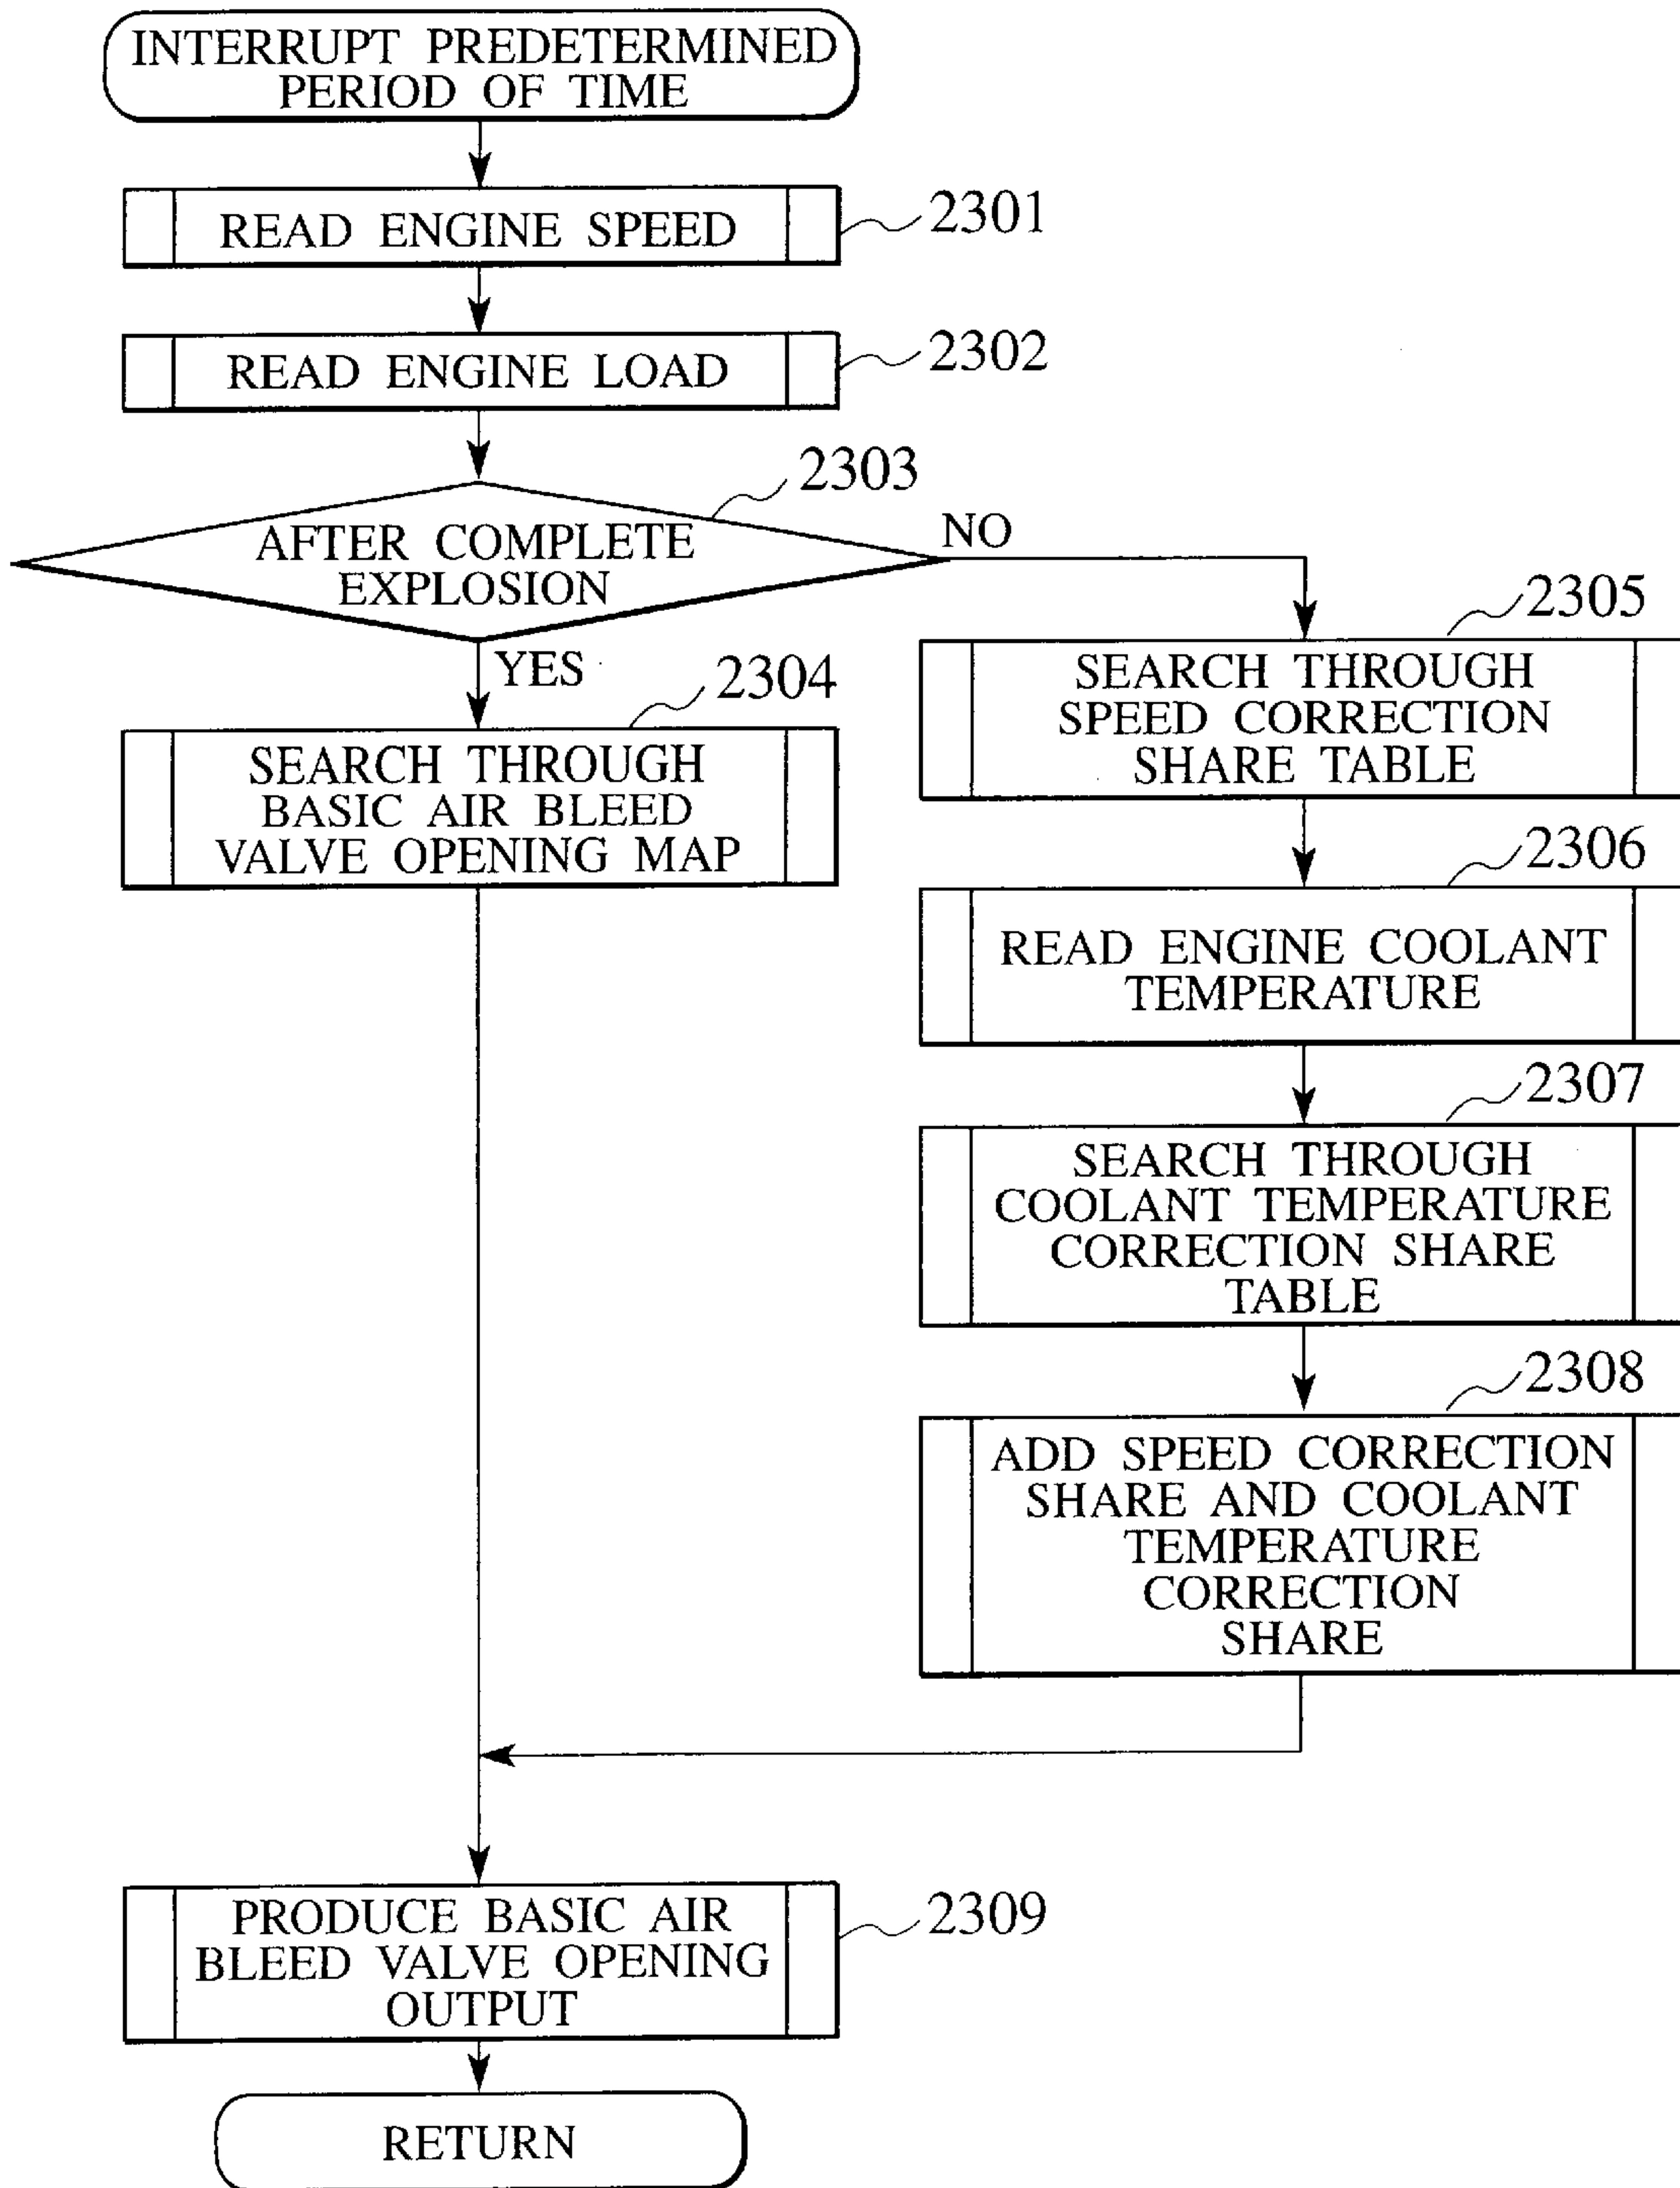 INTERRUPT PREDETERMINED
PERIOD OF TIME
READ ENGINE SPEED
2301
READ ENGINE LOAD
2302
2303
AFTER COMPLETE
EXPLOSION
NO
YES
2304
SEARCH THROUGH
BASIC AIR BLEED
VALVE OPENING MAP
2305
SEARCH THROUGH
SPEED CORRECTION
SHARE TABLE
2306
READ ENGINE COOLANT
TEMPERATURE
2307
SEARCH THROUGH
COOLANT TEMPERATURE
CORRECTION SHARE
TABLE
2308
ADD SPEED CORRECTION
SHARE AND COOLANT
TEMPERATURE
CORRECTION
SHARE
PRODUCE BASIC AIR
BLEED VALVE OPENING
OUTPUT
2309
RETURN